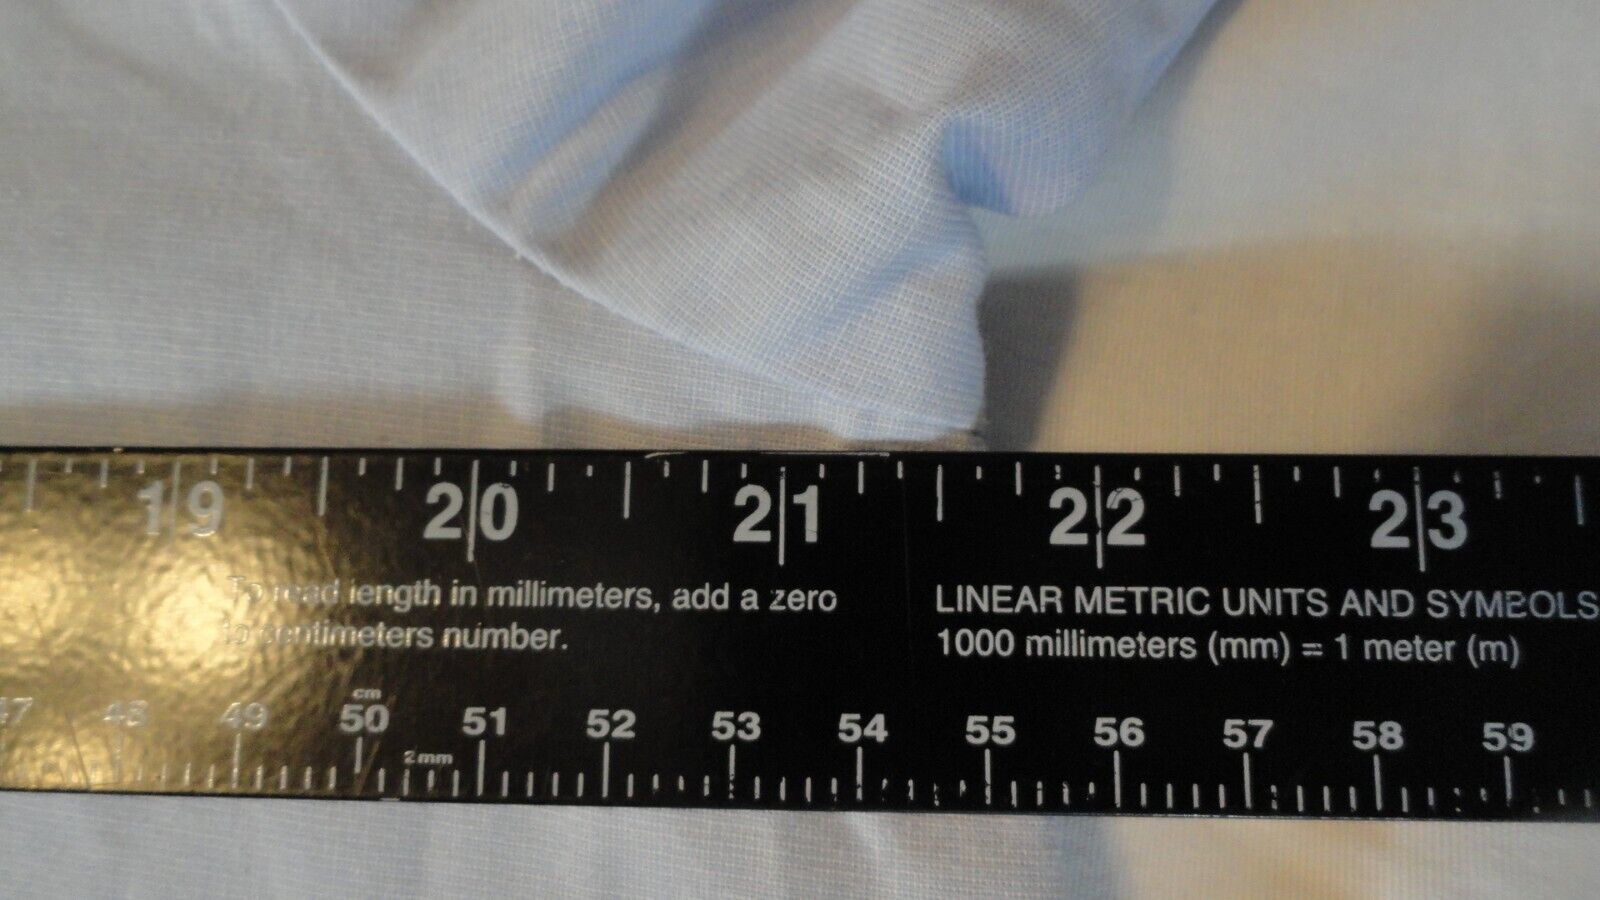 19 20 21 22 23
To read length in millimeters, add a zero
to centimeters number.
LINEAR METRIC UNITS AND SYMBOLS
1000 millimeters (mm) = 1 meter (m)
cm
47 48 49 50 51 52 53 54 55 56 57 58 59
2mm